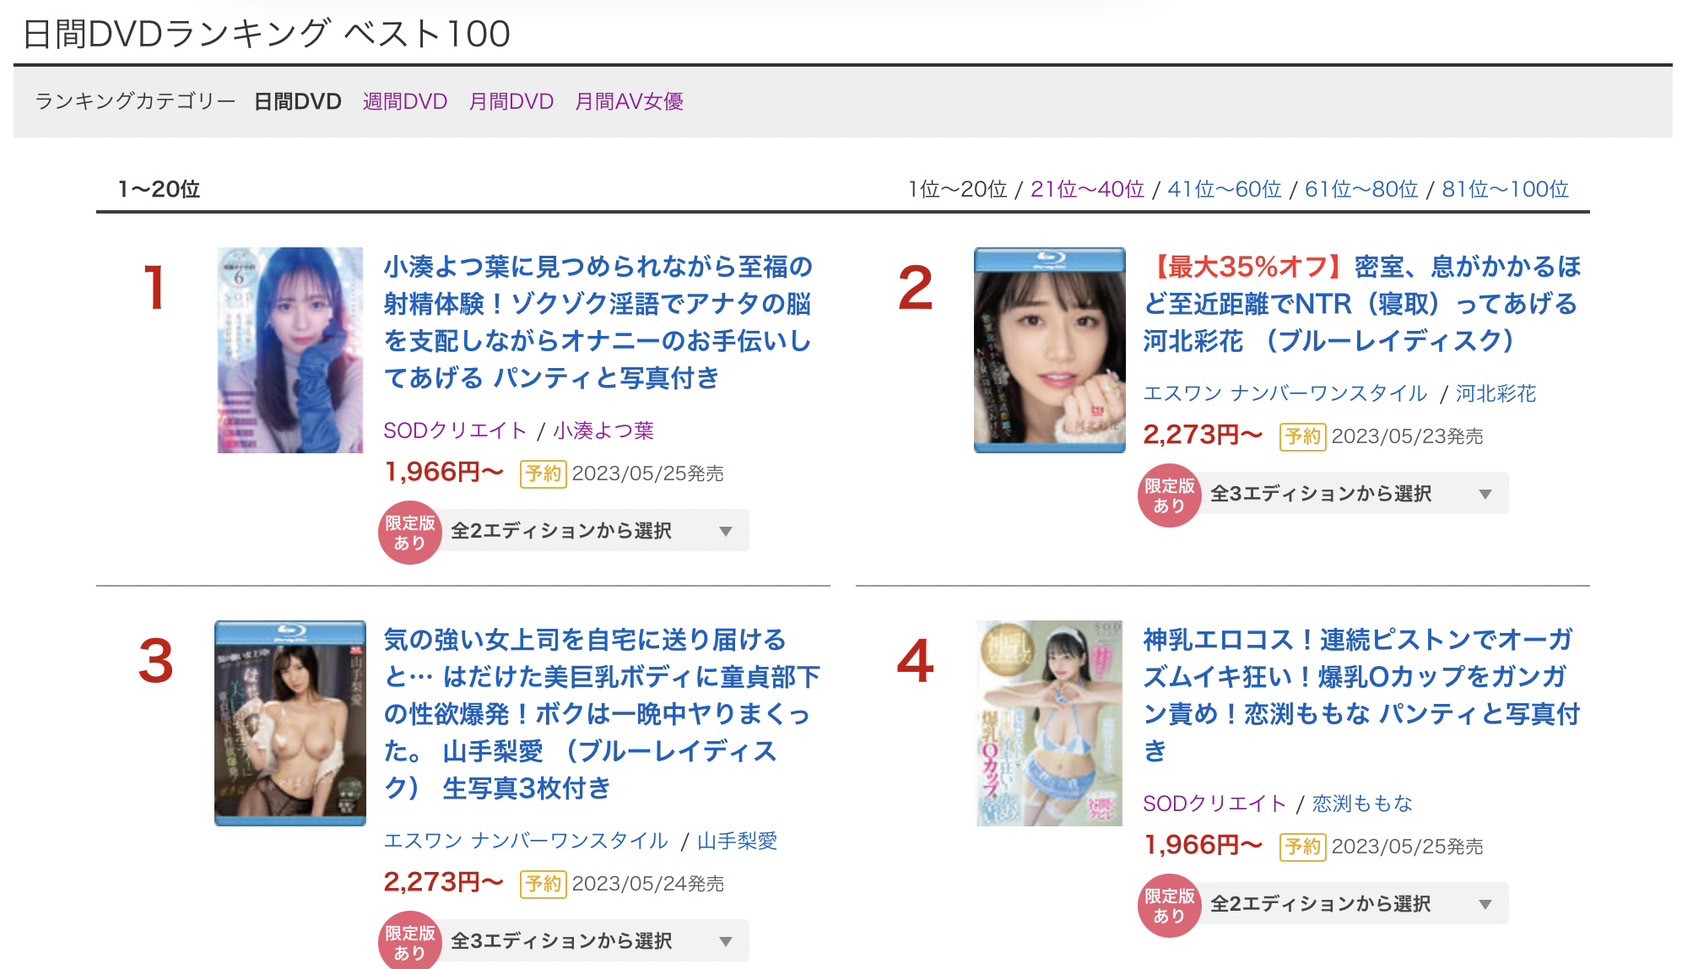 日間DVDランキング ベスト100
ランキングカテゴリー 日間DVD 週間DVD 月間DVD 月間AV女優
1〜20位
1位〜20位 / 21位〜40位 / 41位〜60位 / 61位〜80位 / 81位〜100位
1
小湊よつ葉に見つめられながら至福の
射精体験！ゾクゾク淫語でアナタの脳
を支配しながらオナニーのお手伝いし
てあげる パンティと写真付き
SODクリエイト / 小湊よつ葉
1,966円〜 予約 2023/05/25発売
限定版
あり
全2エディションから選択 ▼
2
【最大35%オフ】密室、息がかかるほ
ど至近距離でNTR（寝取）ってあげる
河北彩花 （ブルーレイディスク）
エスワン ナンバーワンスタイル / 河北彩花
2,273円〜 予約 2023/05/23発売
限定版
あり
全3エディションから選択 ▼
3
気の強い女上司を自宅に送り届ける
と… はだけた美巨乳ボディに童貞部下
の性欲爆発！ボクは一晩中ヤりまくっ
た。 山手梨愛 （ブルーレイディス
ク） 生写真3枚付き
エスワン ナンバーワンスタイル / 山手梨愛
2,273円〜 予約 2023/05/24発売
限定版
あり
全3エディションから選択 ▼
4
神乳エロコス！連続ピストンでオーガ
ズムイキ狂い！爆乳Oカップをガンガ
ン責め！恋渕ももな パンティと写真付
き
SODクリエイト / 恋渕ももな
1,966円〜 予約 2023/05/25発売
限定版
あり
全2エディションから選択 ▼
山手梨愛
神乳
爆乳Oカップ